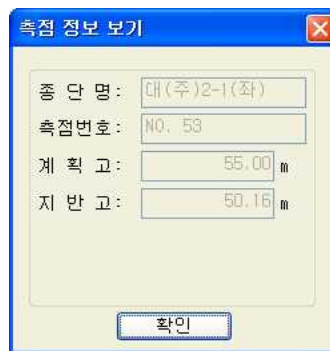 측점 정보 보기
종 단 명: 대(주)2-1(좌)
측점번호: NO. 53
계 획 고: 55.00 m
지 반 고: 50.16 m
확인